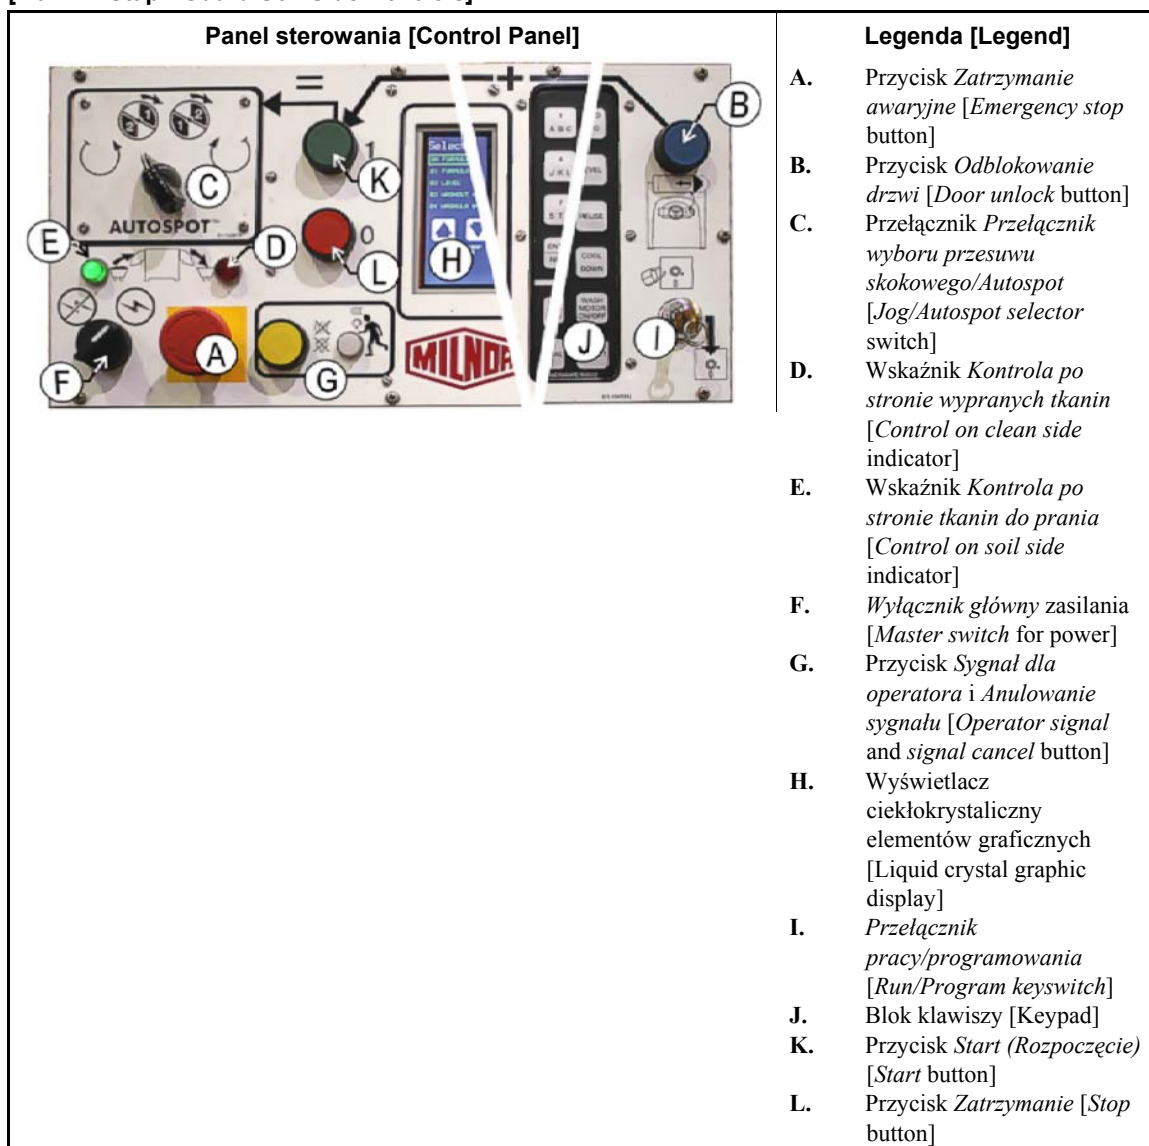 Panel sterowania [Control Panel]
Legenda [Legend]
=
+
B
C
K
1
AUTOSPOT
E
D
0
L
H
F
A
G
MILNOR
COOL
DOWN
WASH
MOTOR
ON/OFF
J
I
A. Przycisk Zatrzymanie
awaryjne [Emergency stop
button]
B. Przycisk Odblokowanie
drzwi [Door unlock button]
C. Przełącznik Przełącznik
wyboru przesuwu
skokowego/Autospot
[Jog/Autospot selector
switch]
D. Wskaźnik Kontrola po
stronie wypranych tkanin
[Control on clean side
indicator]
E. Wskaźnik Kontrola po
stronie tkanin do prania
[Control on soil side
indicator]
F. Wyłącznik główny zasilania
[Master switch for power]
G. Przycisk Sygnał dla
operatora i Anulowanie
sygnału [Operator signal
and signal cancel button]
H. Wyświetlacz
ciekłokrystaliczny
elementów graficznych
[Liquid crystal graphic
display]
I. Przełącznik
pracy/programowania
[Run/Program keyswitch]
J. Blok klawiszy [Keypad]
K. Przycisk Start (Rozpoczęcie)
[Start button]
L. Przycisk Zatrzymanie [Stop
button]